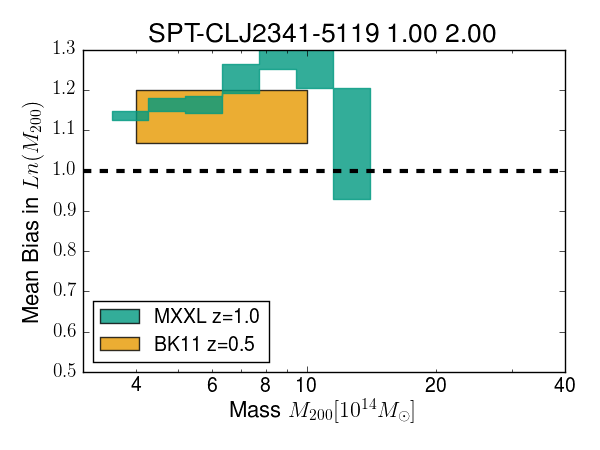 SPT-CLJ2341-5119 1.00 2.00
1.3
1.2
1.1
1.0
0.9
0.8
0.7
0.6
0.5
Mean Bias in Ln(M₂₀₀)
MXXL z=1.0
BK11 z=0.5
4 6 8 10 20 40
Mass M₂₀₀[10¹⁴M☉]